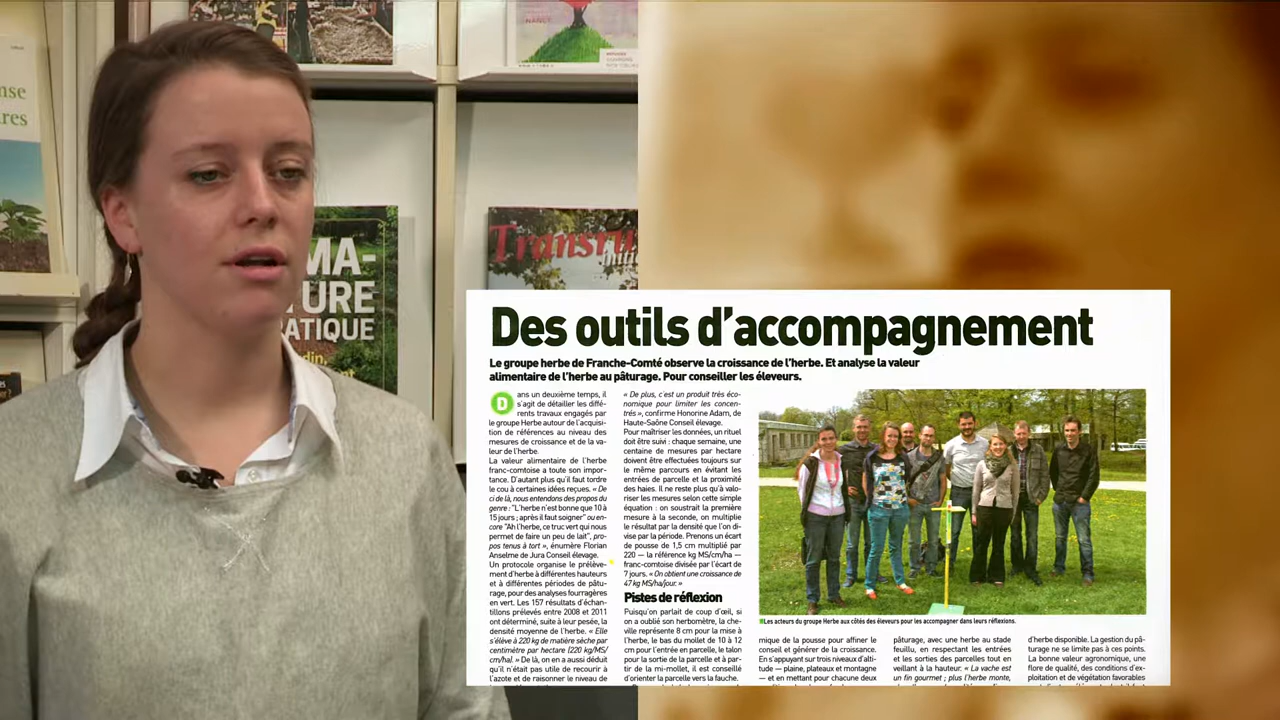 nse
res
NANCY
MA-
TURE
ATIQUE
din,
Transru
Des outils d'accompagnement
Le groupe herbe de Franche-Comté observe la croissance de l'herbe. Et analyse la valeur
alimentaire de l'herbe au pâturage. Pour conseiller les éleveurs.
Dans un deuxième temps, il
s'agit de détailler les diffé-
rents travaux engagés par
le groupe Herbe autour de l'acquisi-
tion de références au niveau des
mesures de croissance et de la va-
leur de l'herbe.
La valeur alimentaire de l'herbe
franc-comtoise a toute son impor-
tance. D'autant plus qu'il faut tordre
le cou à certaines idées reçues. « De
ci de là, nous entendons des propos du
genre : "L'herbe n'est bonne que 10 à
15 jours ; après il faut soigner" ou en-
core "Ah l'herbe, ce truc vert qui nous
permet de faire un peu de lait", pro-
pos tenus à tort », énumère Florian
Anselme de Jura Conseil élevage.
Un protocole organise le prélève-
ment d'herbe à différentes hauteurs
et à différentes périodes de pâtu-
rage, pour des analyses fourragères
en vert. Les 157 résultats d'échan-
tillons prélevés entre 2008 et 2011
ont déterminé, suite à leur pesée, la
densité moyenne de l'herbe. « Elle
s'élève à 220 kg de matière sèche par
centimètre par hectare (220 kg/MS/
cm/ha). » De là, on en a aussi déduit
qu'il n'était pas utile de recourir à
l'azote et de raisonner le niveau de
« De plus, c'est un produit très éco-
nomique pour limiter les concen-
trés », confirme Honorine Adam, de
Haute-Saône Conseil élevage.
Pour maîtriser les données, un rituel
doit être suivi : chaque semaine, une
centaine de mesures par hectare
doivent être effectuées toujours sur
le même parcours en évitant les
entrées de parcelle et la proximité
des haies. Il ne reste plus qu'à valo-
riser les mesures selon cette simple
équation : on soustrait la première
mesure à la seconde, on multiplie
le résultat par la densité que l'on di-
vise par la période. Prenons un écart
de pousse de 1,5 cm multiplié par
220 — la référence kg MS/cm/ha —
franc-comtoise divisée par l'écart de
7 jours. « On obtient une croissance de
47 kg MS/ha/jour. »
Pistes de réflexion
Puisqu'on parlait de coup d'œil, si
on a oublié son herbomètre, la che-
ville représente 8 cm pour la mise à
l'herbe, le bas du mollet de 10 à 12
cm pour l'entrée en parcelle, le talon
pour la sortie de la parcelle et à par-
tir de la mi-mollet, il est conseillé
d'orienter la parcelle vers la fauche.
Les acteurs du groupe Herbe aux côtés des éleveurs pour les accompagner dans leurs réflexions.
mique de la pousse pour affiner le
conseil et générer de la croissance.
En s'appuyant sur trois niveaux d'alti-
tude — plaine, plateaux et montagne
— et en mettant pour chacune deux
pâturage, avec une herbe au stade
feuillu, en respectant les entrées
et les sorties des parcelles tout en
veillant à la hauteur. « La vache est
un fin gourmet ; plus l'herbe monte,
d'herbe disponible. La gestion du pâ-
turage ne se limite pas à ces points.
La bonne valeur agronomique, une
flore de qualité, des conditions d'ex-
ploitation et de végétation favorables